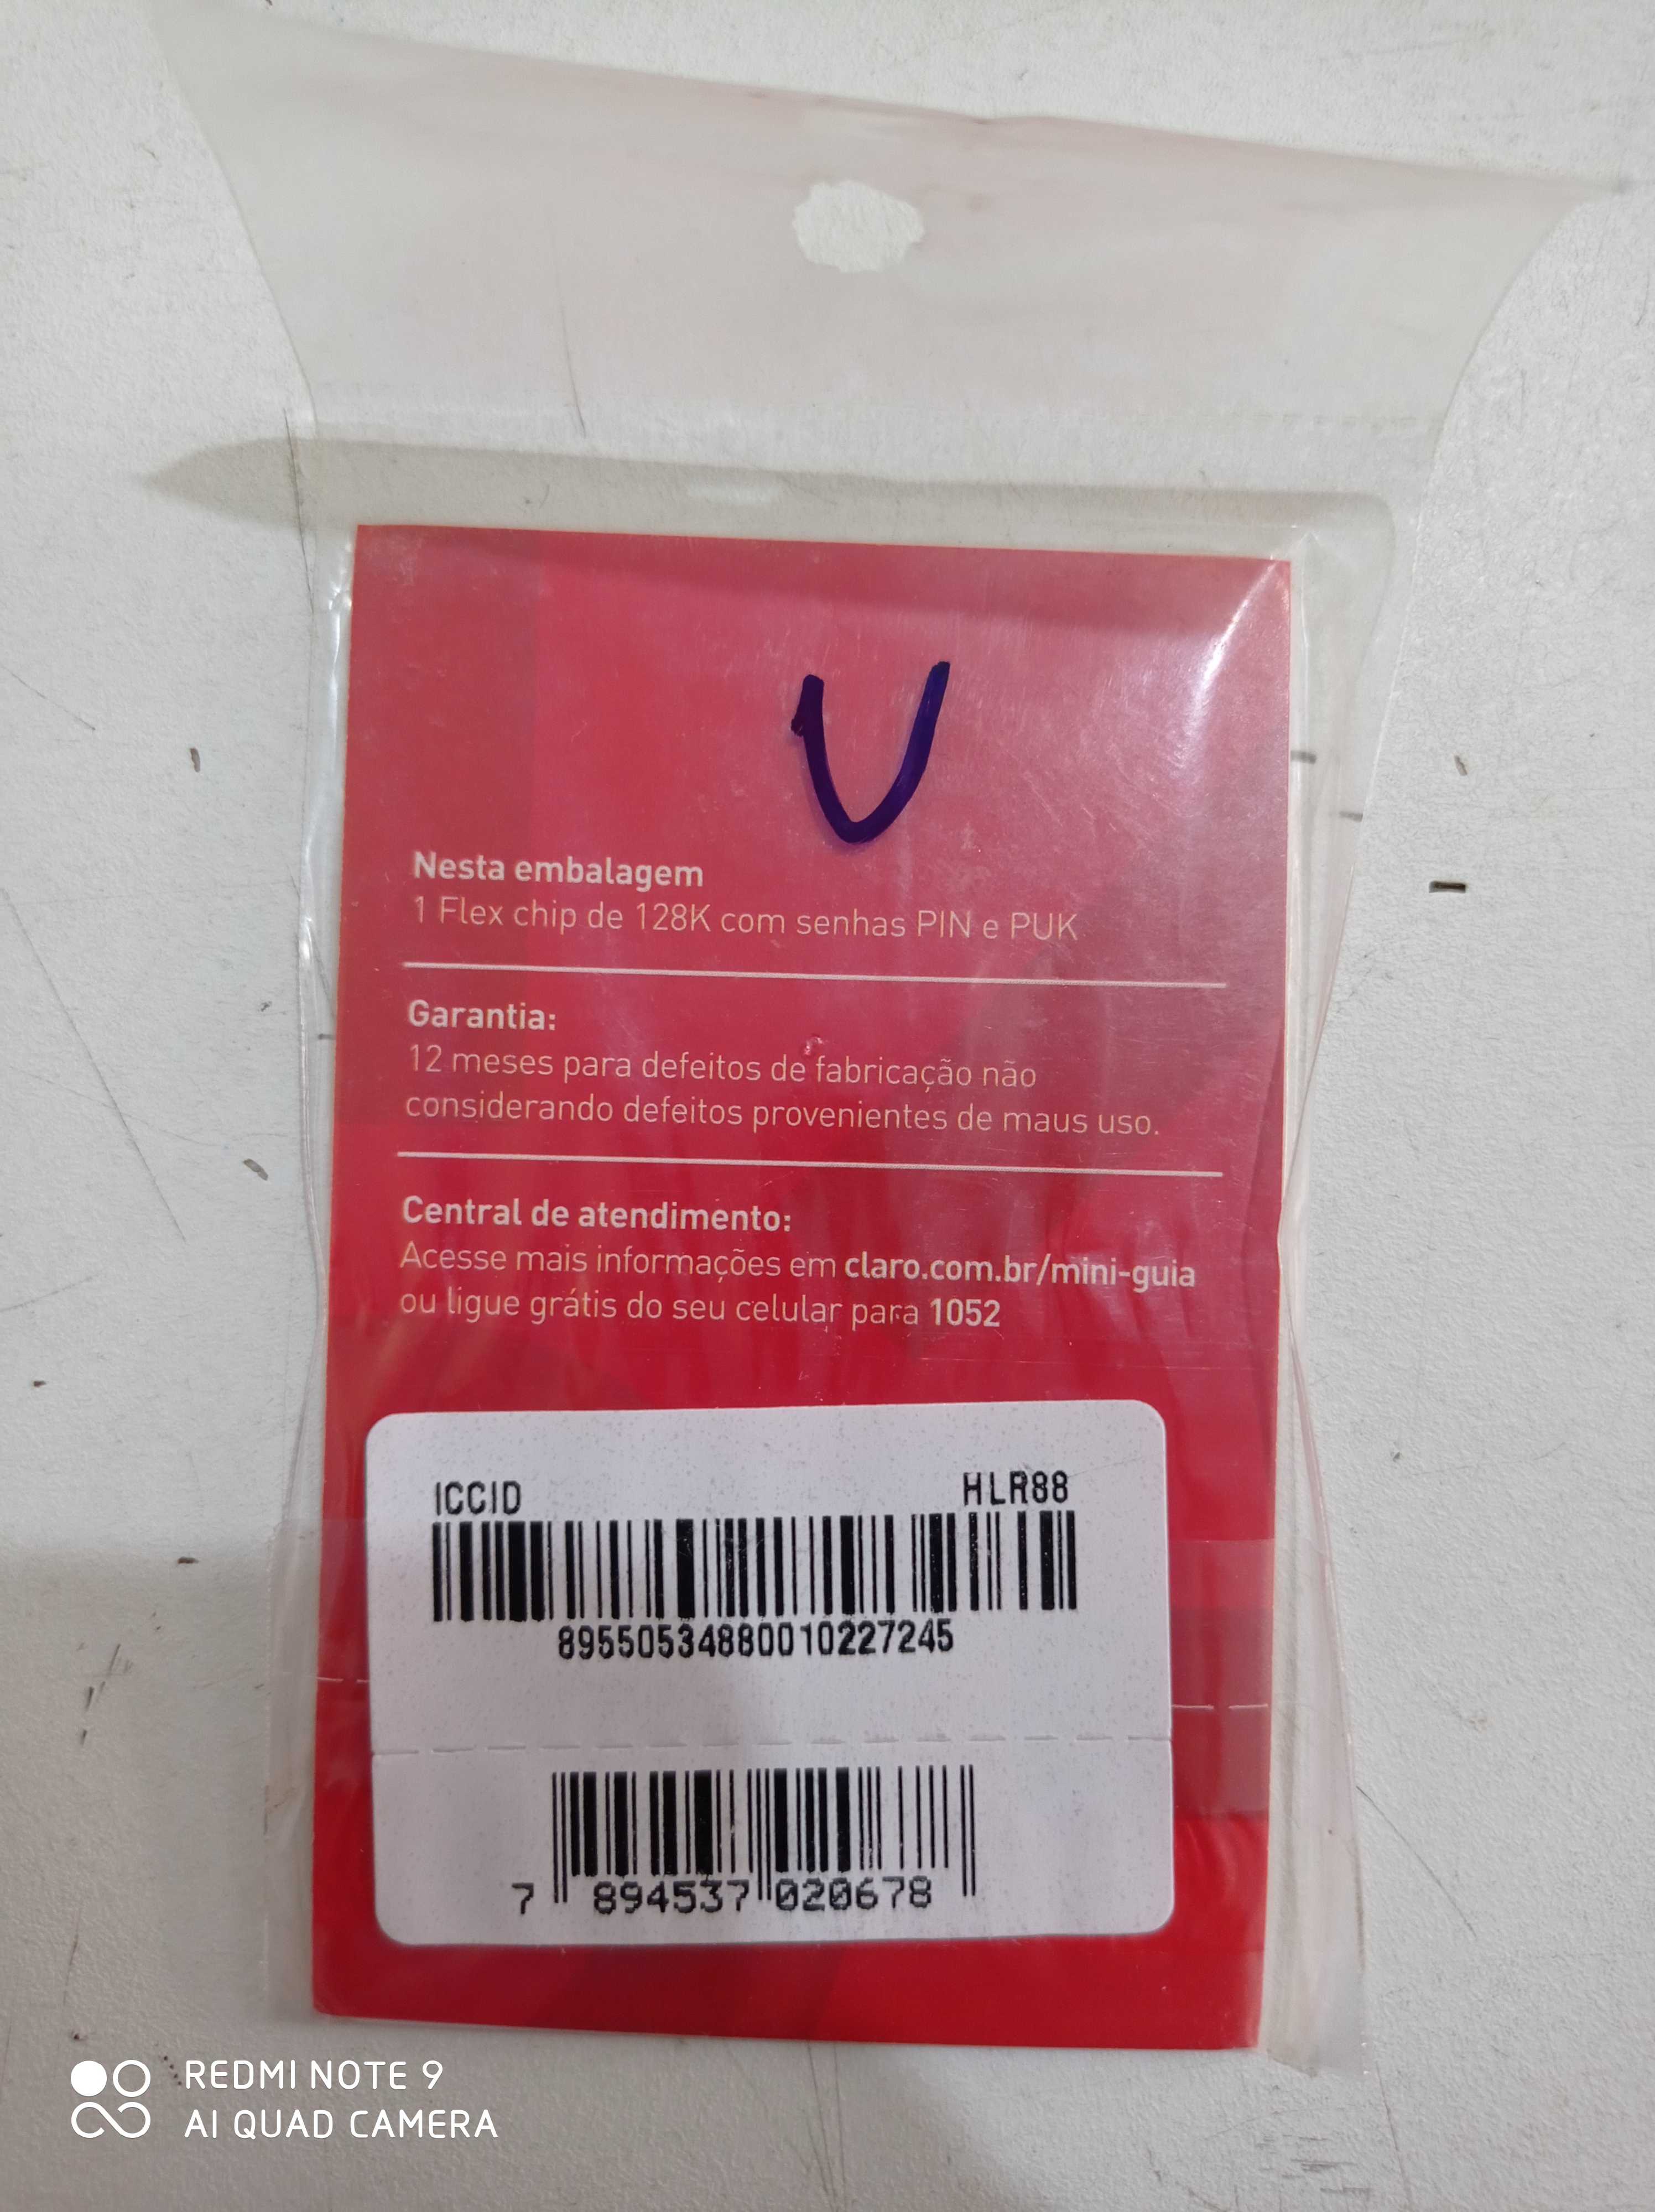 V
Nesta embalagem
1 Flex chip de 128K com senhas PIN e PUK
Garantia:
12 meses para defeitos de fabricação não
considerando defeitos provenientes de maus uso.
Central de atendimento:
Acesse mais informações em claro.com.br/mini-guia
ou ligue grátis do seu celular para 1052
ICCID HLR88
89550534880010227245
7 894537 020678
REDMI NOTE 9
AI QUAD CAMERA